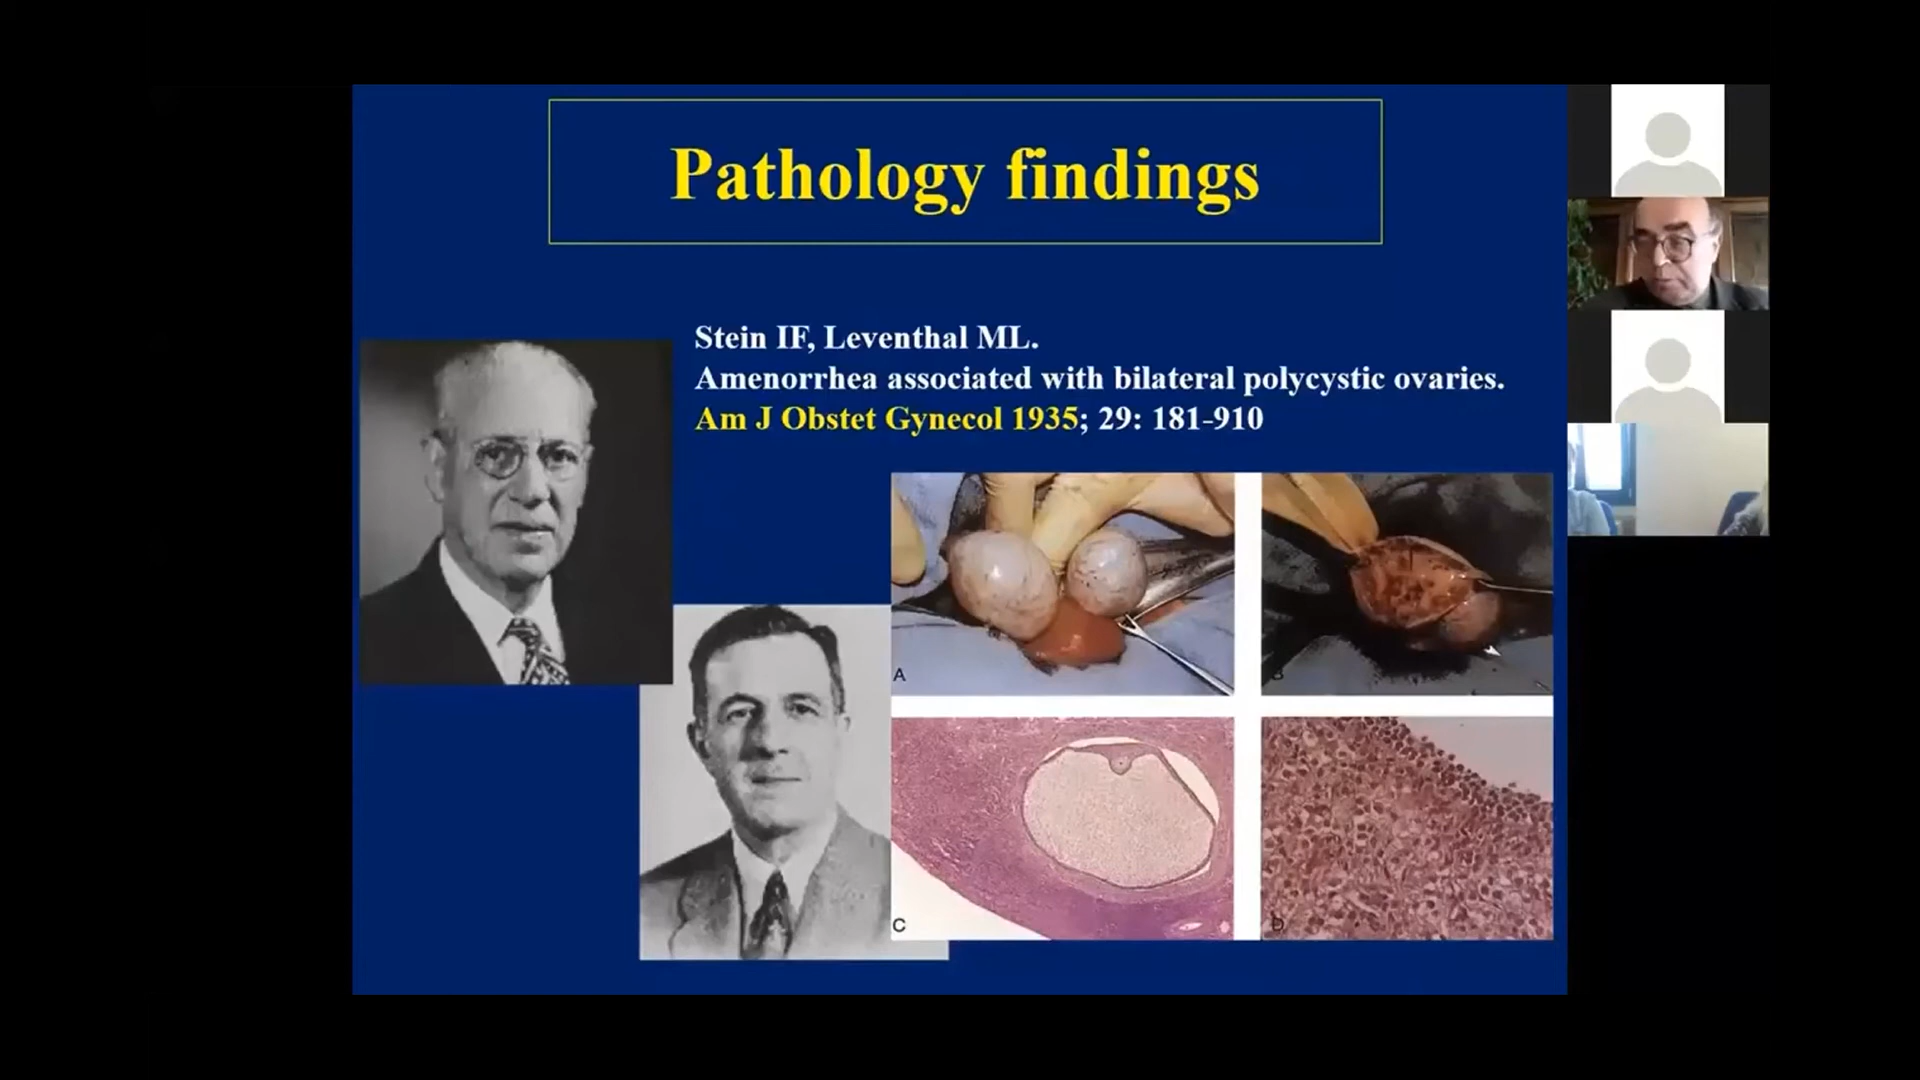 Pathology findings
Stein IF, Leventhal ML.
Amenorrhea associated with bilateral polycystic ovaries.
Am J Obstet Gynecol 1935; 29: 181-910
A
B
C
D